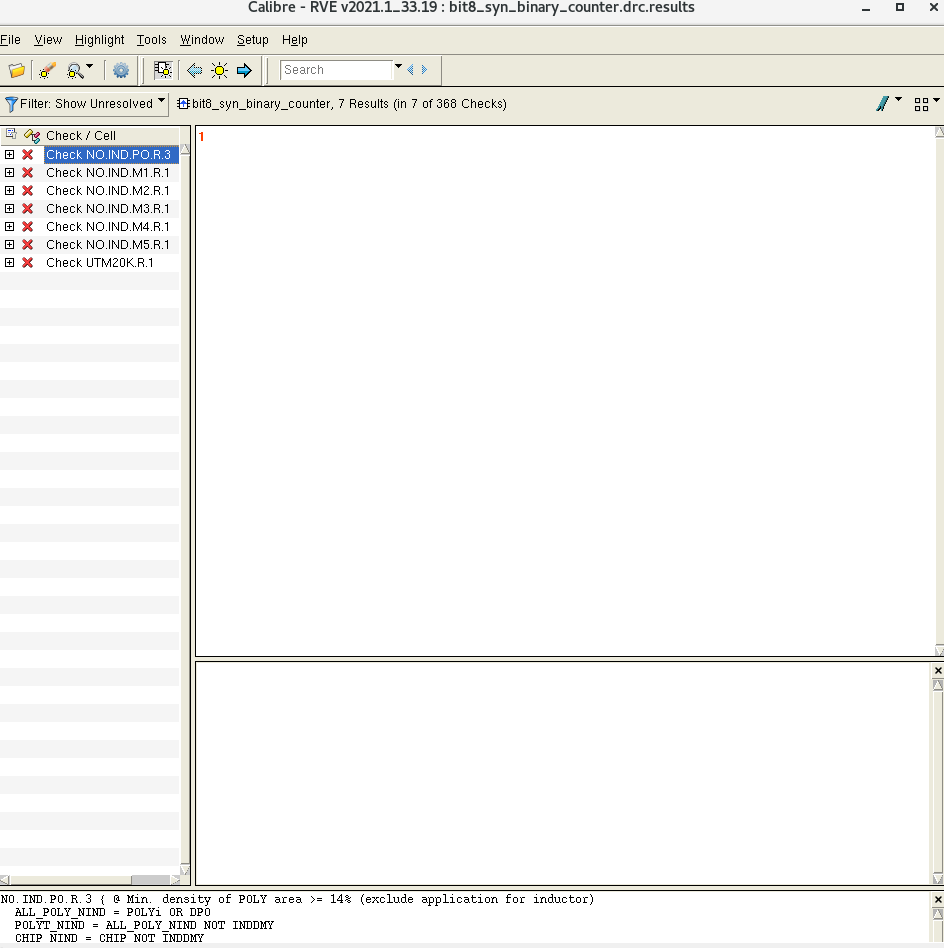 Calibre - RVE v2021.1_33.19 : bit8_syn_binary_counter.drc.results
File View Highlight Tools Window Setup Help
Search
Filter: Show Unresolved bit8_syn_binary_counter, 7 Results (in 7 of 368 Checks)
Check / Cell
1
Check NO.IND.PO.R.3
Check NO.IND.M1.R.1
Check NO.IND.M2.R.1
Check NO.IND.M3.R.1
Check NO.IND.M4.R.1
Check NO.IND.M5.R.1
Check UTM20K.R.1
NO.IND.PO.R.3 { @ Min. density of POLY area >= 14% (exclude application for inductor)
ALL_POLY_NIND = POLYi OR DPO
POLYT_NIND = ALL_POLY_NIND NOT INDDMY
CHIP_NIND = CHIP NOT INDDMY